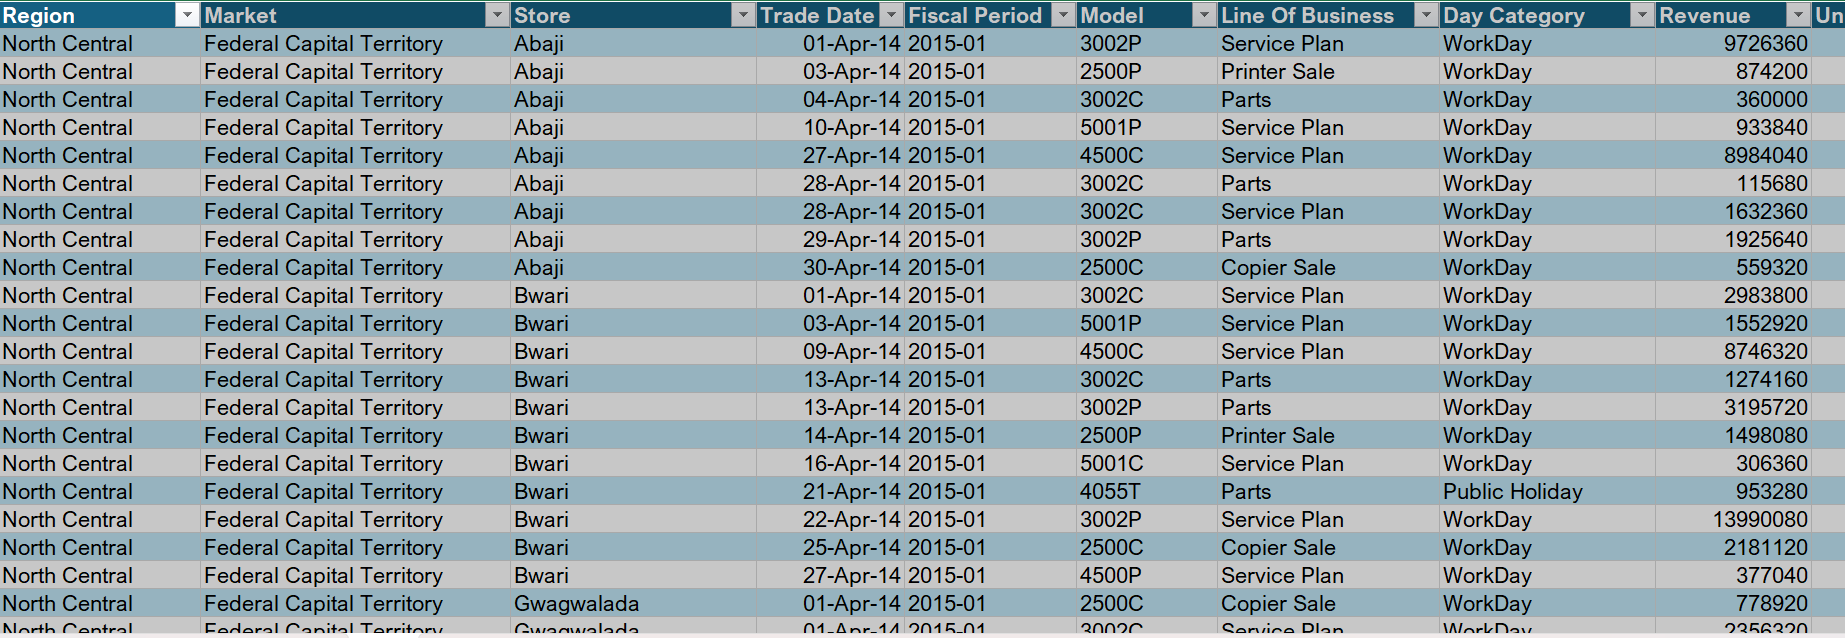 Region Market Store Trade Date Fiscal Period Model Line Of Business Day Category Revenue Un
North Central Federal Capital Territory Abaji 01-Apr-14 2015-01 3002P Service Plan WorkDay 9726360
North Central Federal Capital Territory Abaji 03-Apr-14 2015-01 2500P Printer Sale WorkDay 874200
North Central Federal Capital Territory Abaji 04-Apr-14 2015-01 3002C Parts WorkDay 360000
North Central Federal Capital Territory Abaji 10-Apr-14 2015-01 5001P Service Plan WorkDay 933840
North Central Federal Capital Territory Abaji 27-Apr-14 2015-01 4500C Service Plan WorkDay 8984040
North Central Federal Capital Territory Abaji 28-Apr-14 2015-01 3002C Parts WorkDay 115680
North Central Federal Capital Territory Abaji 28-Apr-14 2015-01 3002C Service Plan WorkDay 1632360
North Central Federal Capital Territory Abaji 29-Apr-14 2015-01 3002P Parts WorkDay 1925640
North Central Federal Capital Territory Abaji 30-Apr-14 2015-01 2500C Copier Sale WorkDay 559320
North Central Federal Capital Territory Bwari 01-Apr-14 2015-01 3002C Service Plan WorkDay 2983800
North Central Federal Capital Territory Bwari 03-Apr-14 2015-01 5001P Service Plan WorkDay 1552920
North Central Federal Capital Territory Bwari 09-Apr-14 2015-01 4500C Service Plan WorkDay 8746320
North Central Federal Capital Territory Bwari 13-Apr-14 2015-01 3002C Parts WorkDay 1274160
North Central Federal Capital Territory Bwari 13-Apr-14 2015-01 3002P Parts WorkDay 3195720
North Central Federal Capital Territory Bwari 14-Apr-14 2015-01 2500P Printer Sale WorkDay 1498080
North Central Federal Capital Territory Bwari 16-Apr-14 2015-01 5001C Service Plan WorkDay 306360
North Central Federal Capital Territory Bwari 21-Apr-14 2015-01 4055T Parts Public Holiday 953280
North Central Federal Capital Territory Bwari 22-Apr-14 2015-01 3002P Service Plan WorkDay 13990080
North Central Federal Capital Territory Bwari 25-Apr-14 2015-01 2500C Copier Sale WorkDay 2181120
North Central Federal Capital Territory Bwari 27-Apr-14 2015-01 4500P Service Plan WorkDay 377040
North Central Federal Capital Territory Gwagwalada 01-Apr-14 2015-01 2500C Copier Sale WorkDay 778920
North Central Federal Capital Territory Gwagwalada 01-Apr-14 2015-01 3002C Service Plan WorkDay 2356320